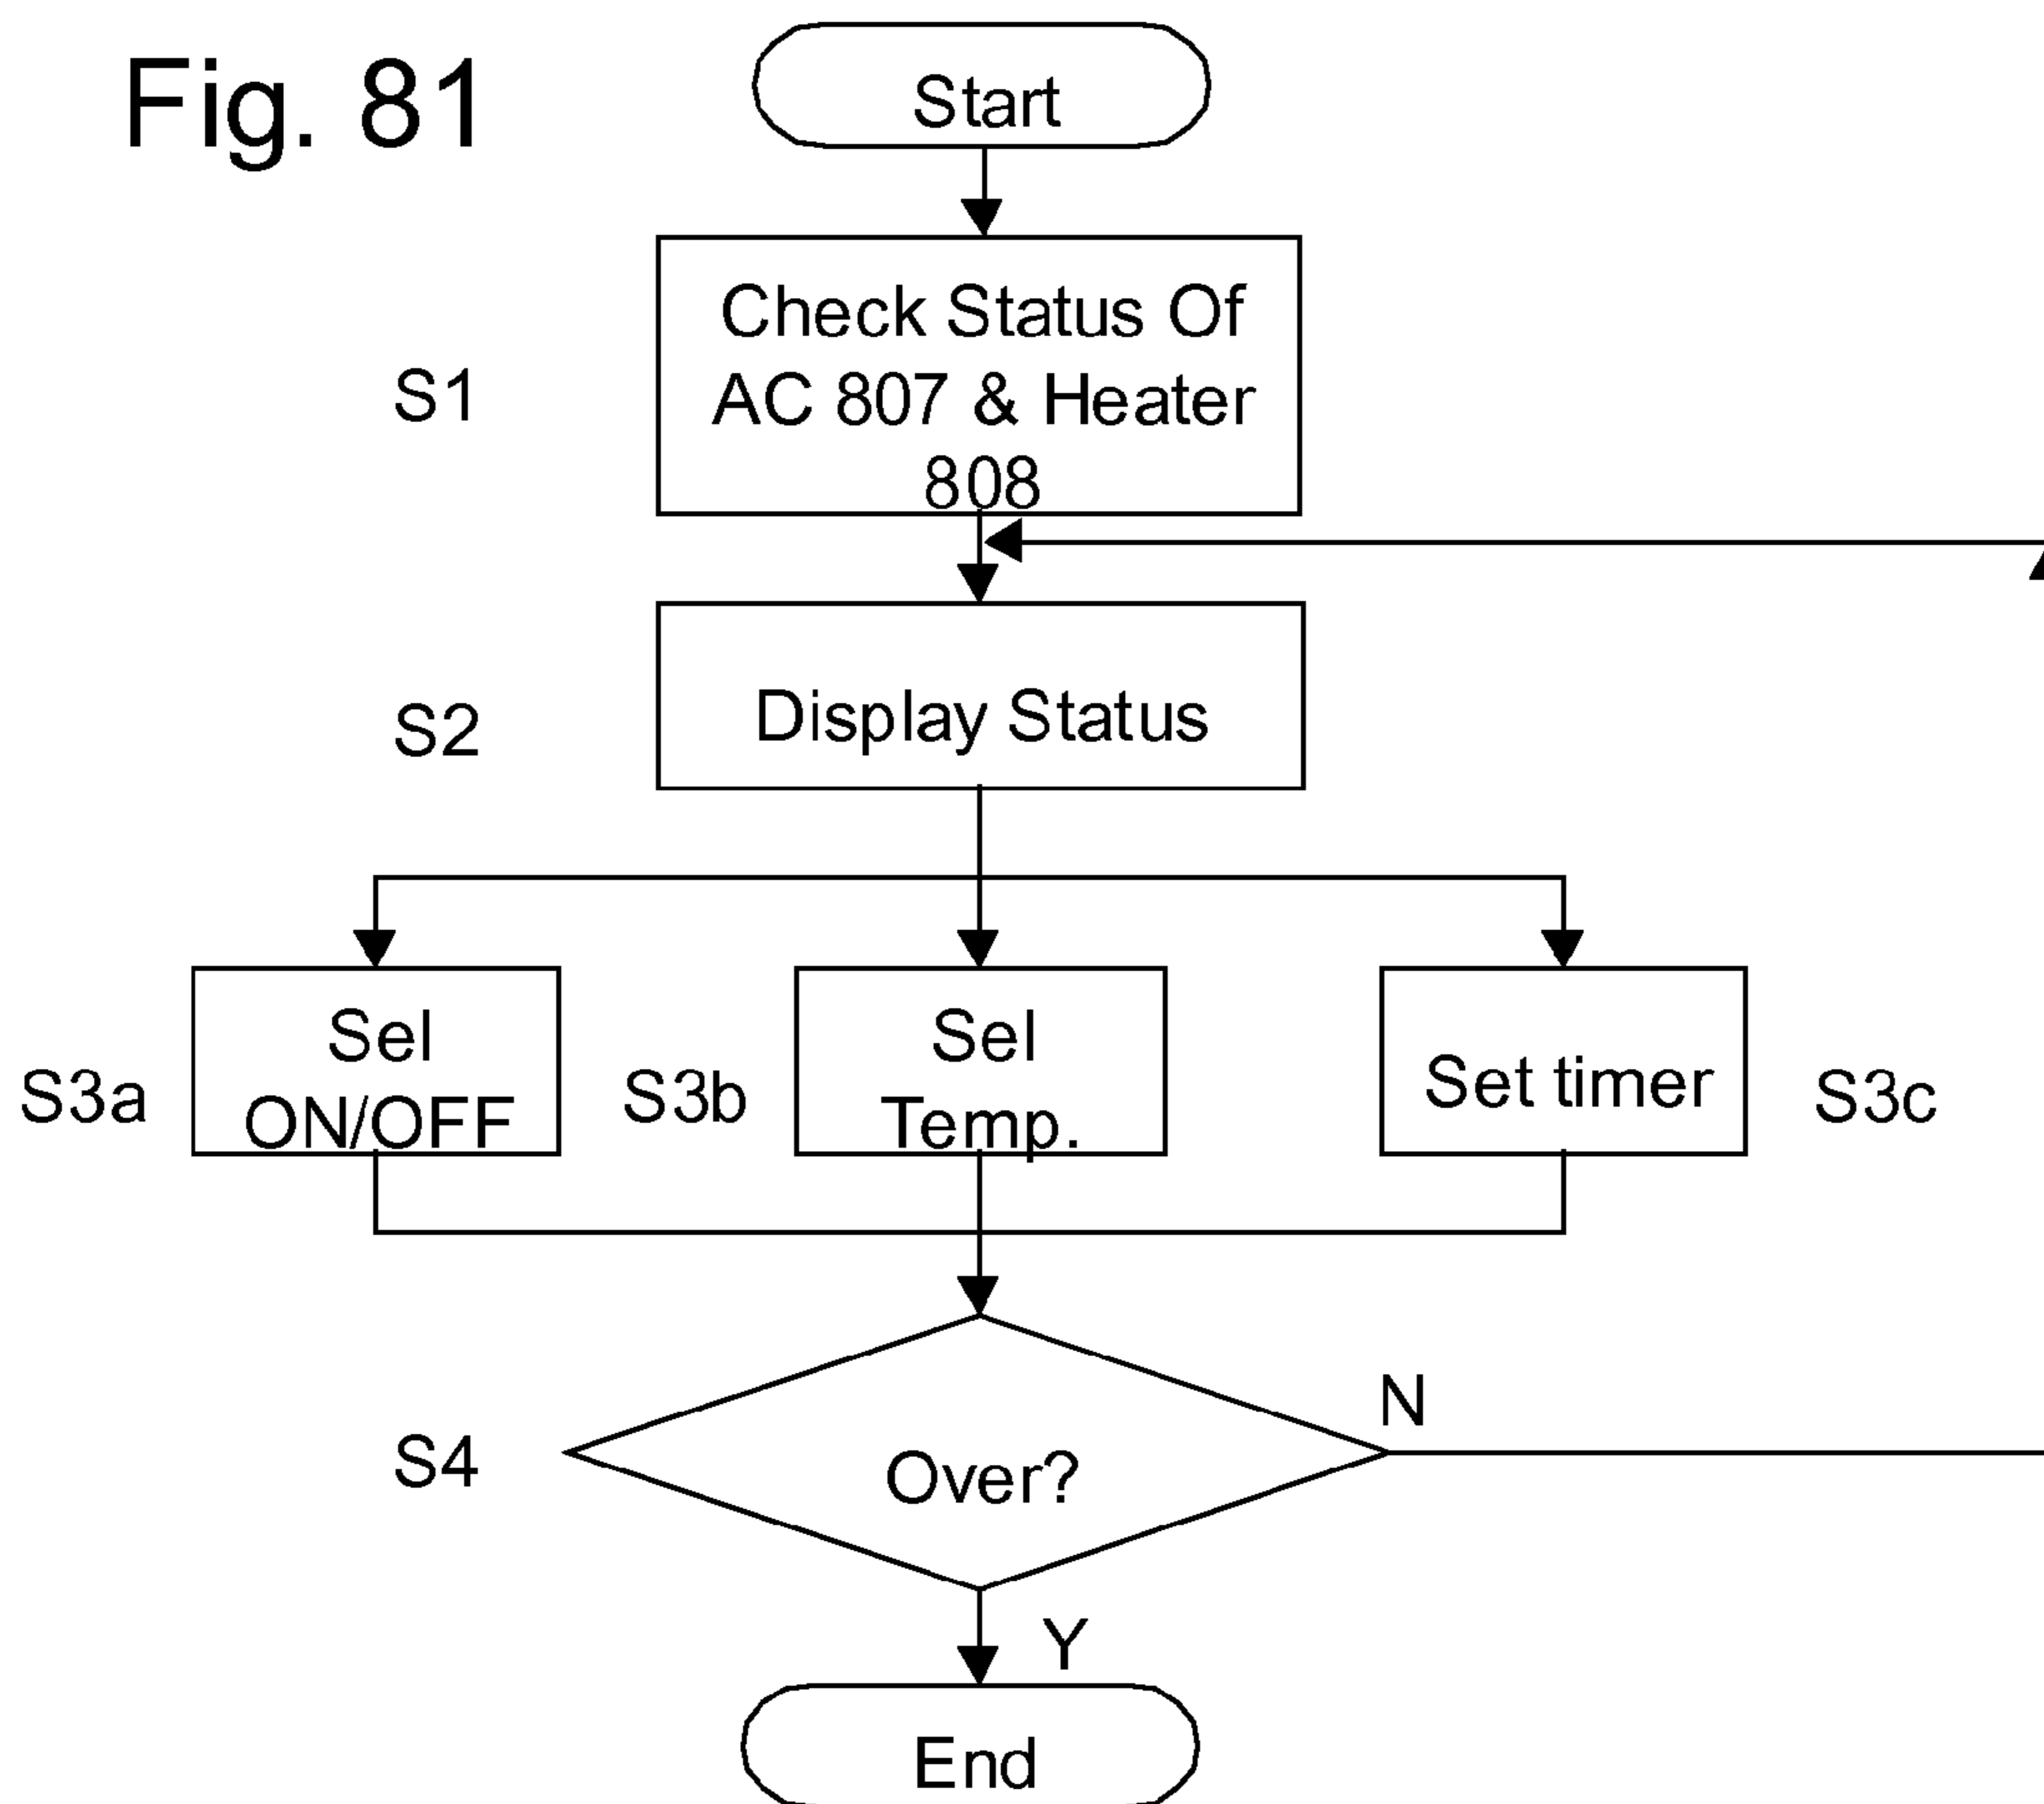 Fig. 81
Start
S1
Check Status Of
AC 807 & Heater
808
S2
Display Status
S3a
Sel
ON/OFF
S3b
Sel
Temp.
Set timer
S3c
S4
Over?
N
Y
End